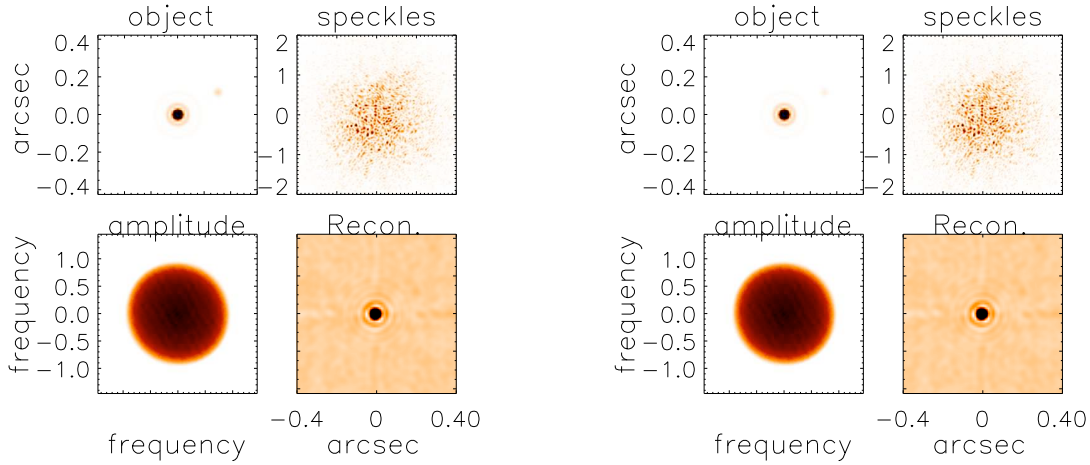 object speckles object speckles
0.4 2 0.4 2
0.2 1 0.2 1
0.0 0 0.0 0
−0.2 −1 −0.2 −1
−0.4 −2 −0.4 −2
arcsec arcsec
amplitude Recon. amplitude Recon.
1.0 1.0
0.5 0.5
0.0 0.0
−0.5 −0.5
−1.0 −1.0
frequency frequency
−0.4 0 0.40 −0.4 0 0.40
frequency arcsec frequency arcsec